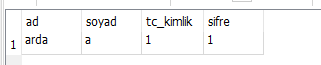 ad soyad tc_kimlik sifre
1 arda a 1 1